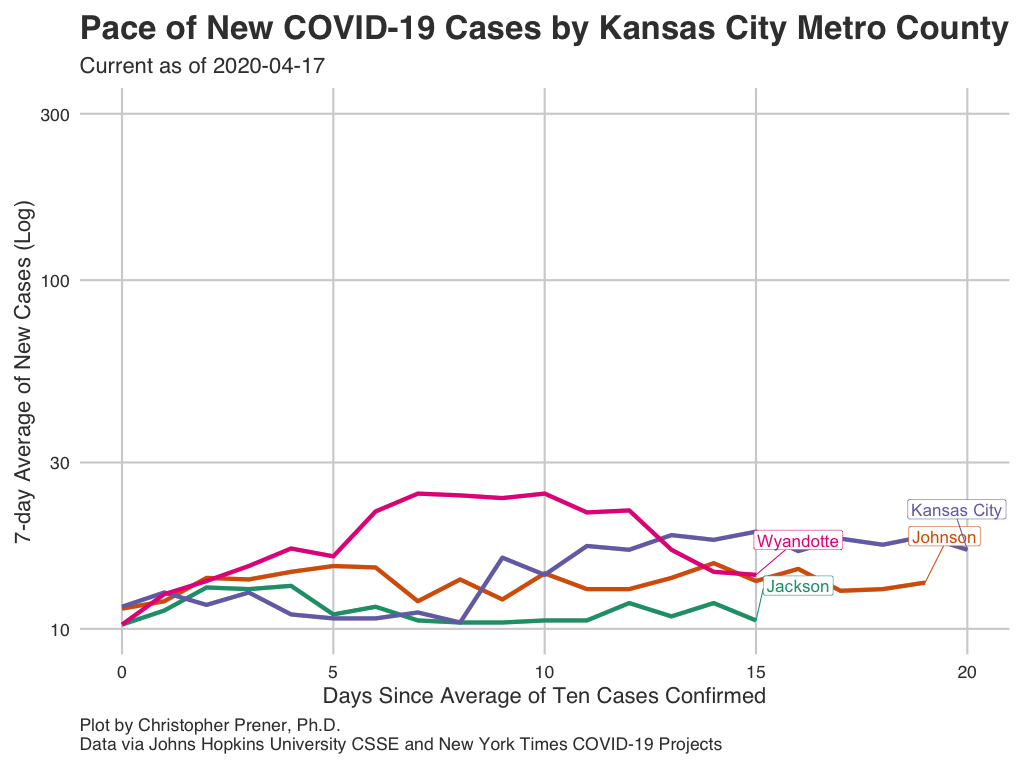 Pace of New COVID-19 Cases by Kansas City Metro County
Current as of 2020-04-17
300
100
30
10
7-day Average of New Cases (Log)
Kansas City
Johnson
Wyandotte
Jackson
0 5 10 15 20
Days Since Average of Ten Cases Confirmed
Plot by Christopher Prener, Ph.D.
Data via Johns Hopkins University CSSE and New York Times COVID-19 Projects